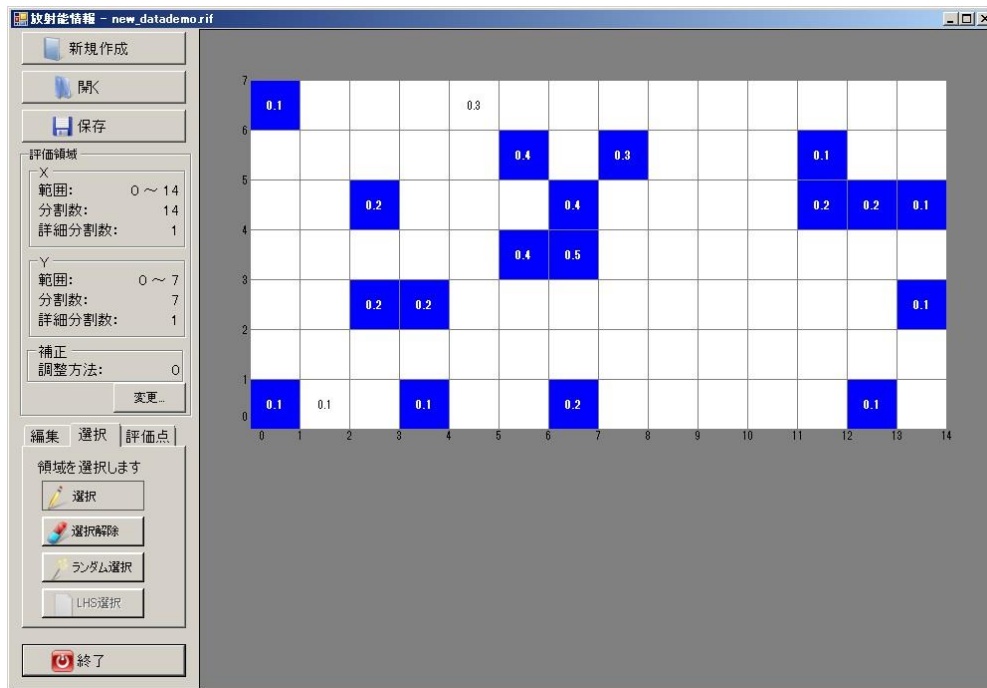 放射能情報 - new_datademo.rif
新規作成
開く
保存
評価領域
X
範囲: 0 ～ 14
分割数: 14
詳細分割数: 1
Y
範囲: 0 ～ 7
分割数: 7
詳細分割数: 1
補正
調整方法: 0
変更...
編集 選択 評価点
領域を選択します
選択
選択解除
ランダム選択
LHS選択
終了
7
0.1 0.3
6
0.4 0.3 0.1
5
0.2 0.4 0.2 0.2 0.1
4
0.4 0.5
3
0.2 0.2 0.1
2
1
0.1 0.1 0.1 0.2 0.1
0
0 1 2 3 4 5 6 7 8 9 10 11 12 13 14